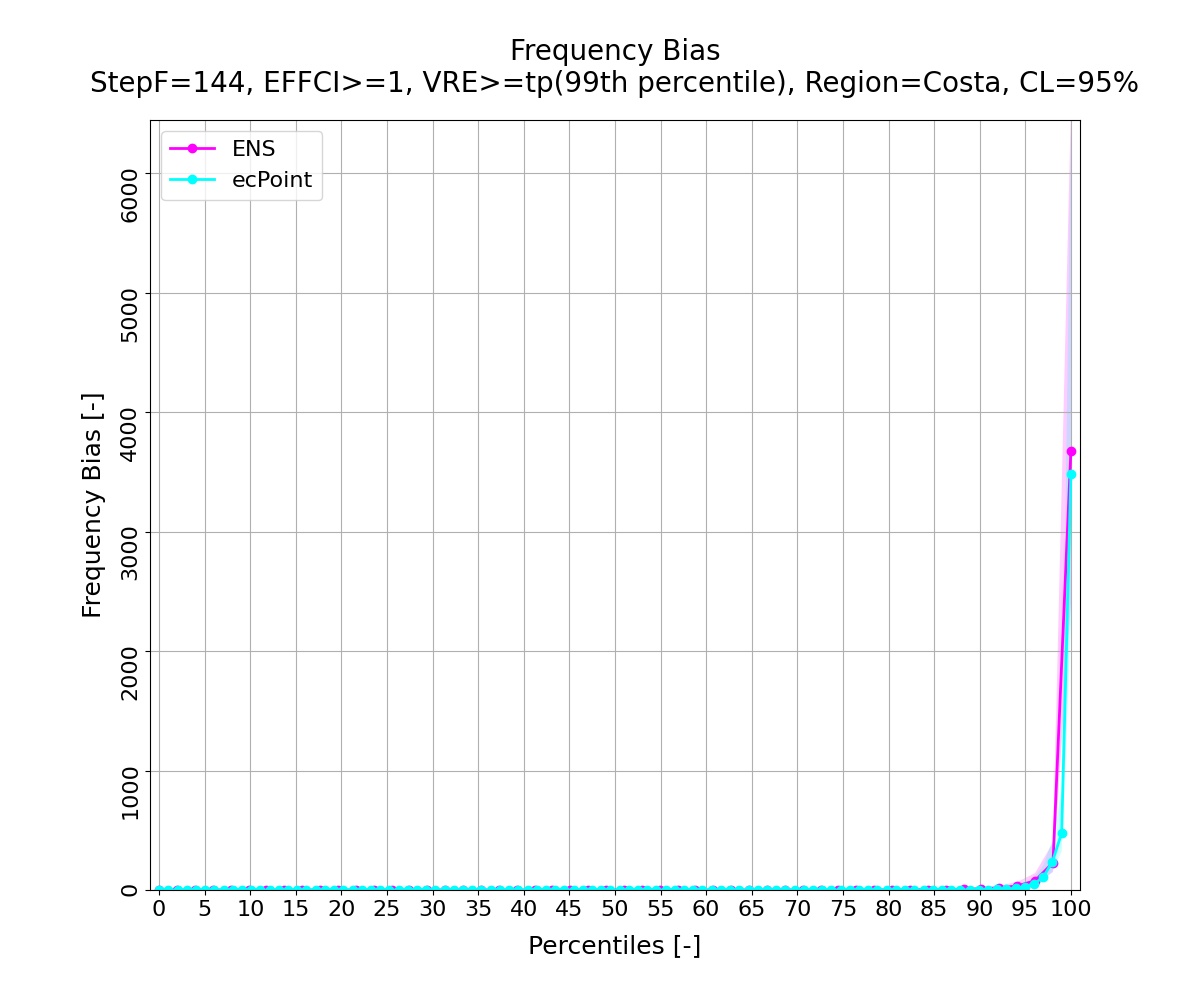 Frequency Bias
StepF=144, EFFCI>=1, VRE>=tp(99th percentile), Region=Costa, CL=95%
ENS
ecPoint
Frequency Bias [-]
6000
5000
4000
3000
2000
1000
0
0 5 10 15 20 25 30 35 40 45 50 55 60 65 70 75 80 85 90 95 100
Percentiles [-]